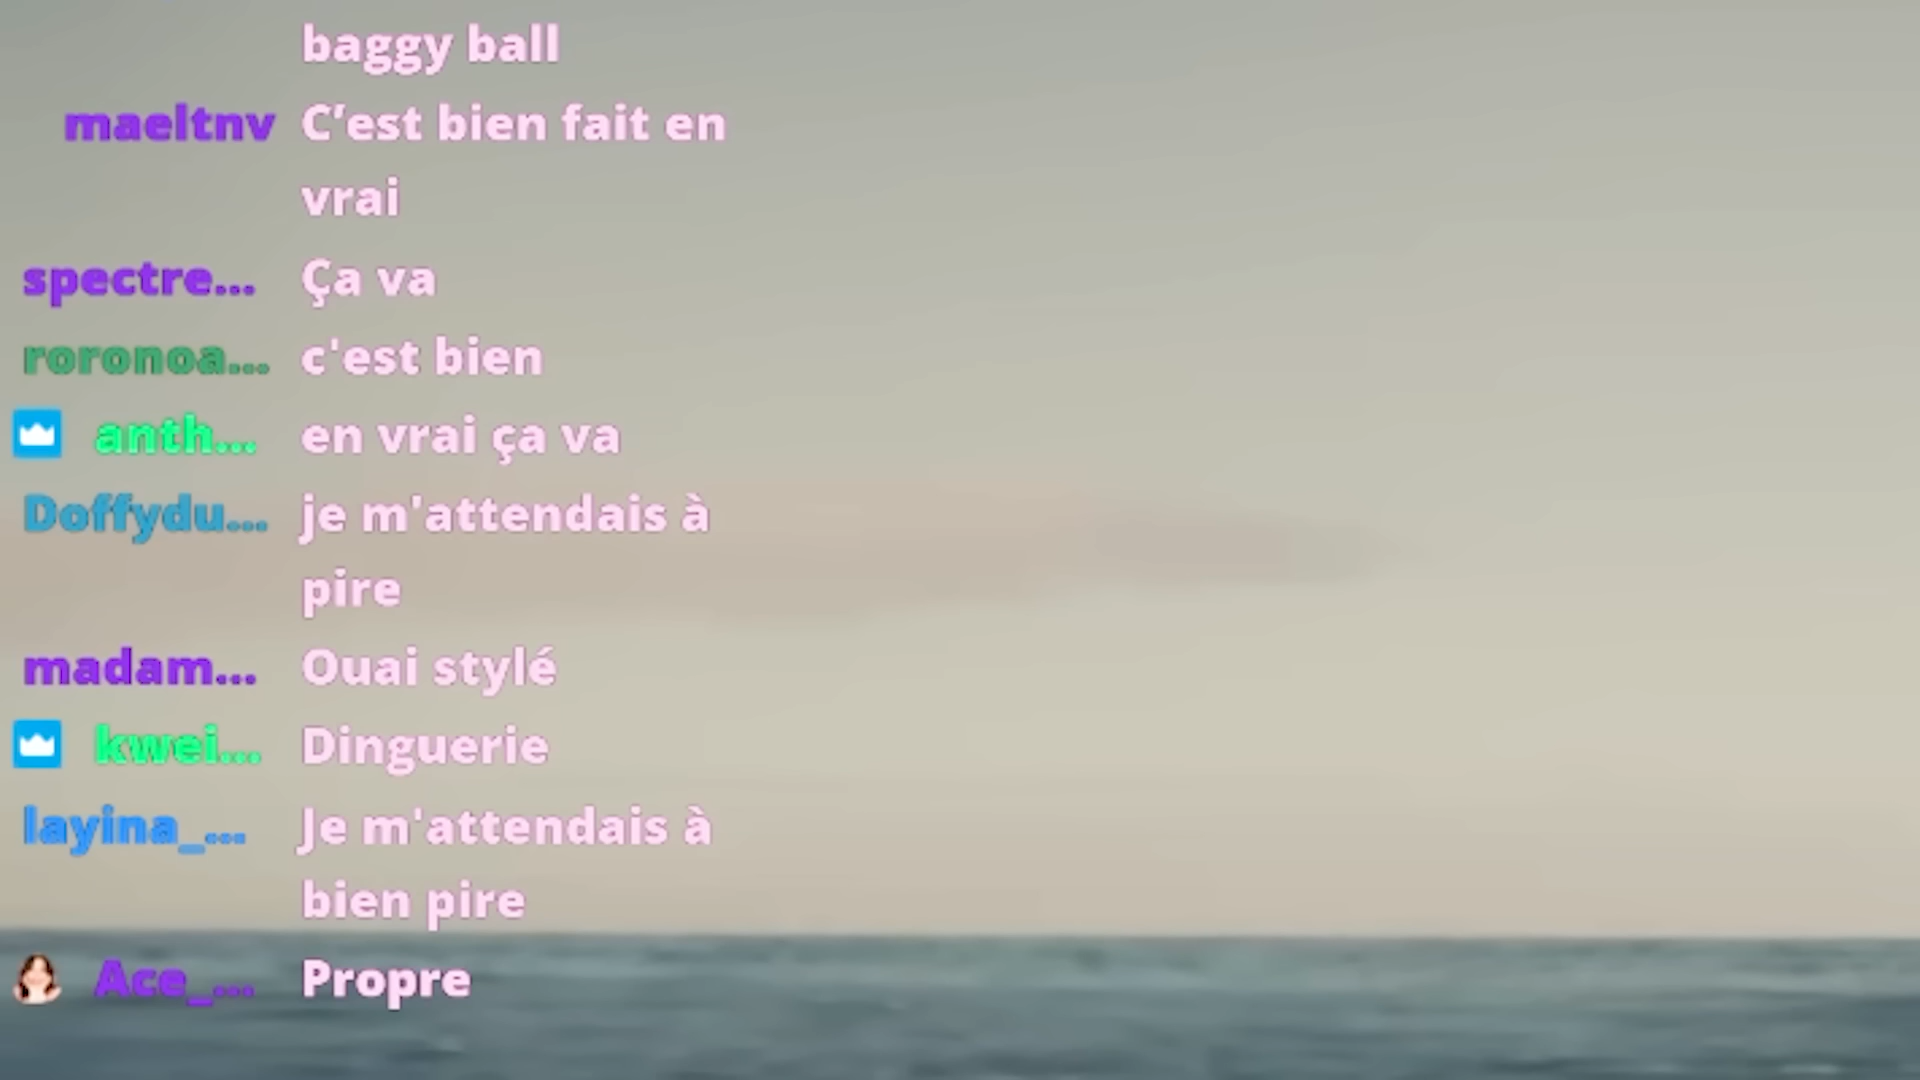 baggy ball
maeltnv C’est bien fait en
vrai
spectre... Ça va
roronoa... c'est bien
anth... en vrai ça va
Doffydu... je m'attendais à
pire
madam... Ouai stylé
kwei... Dinguerie
layina_... Je m'attendais à
bien pire
Ace_... Propre